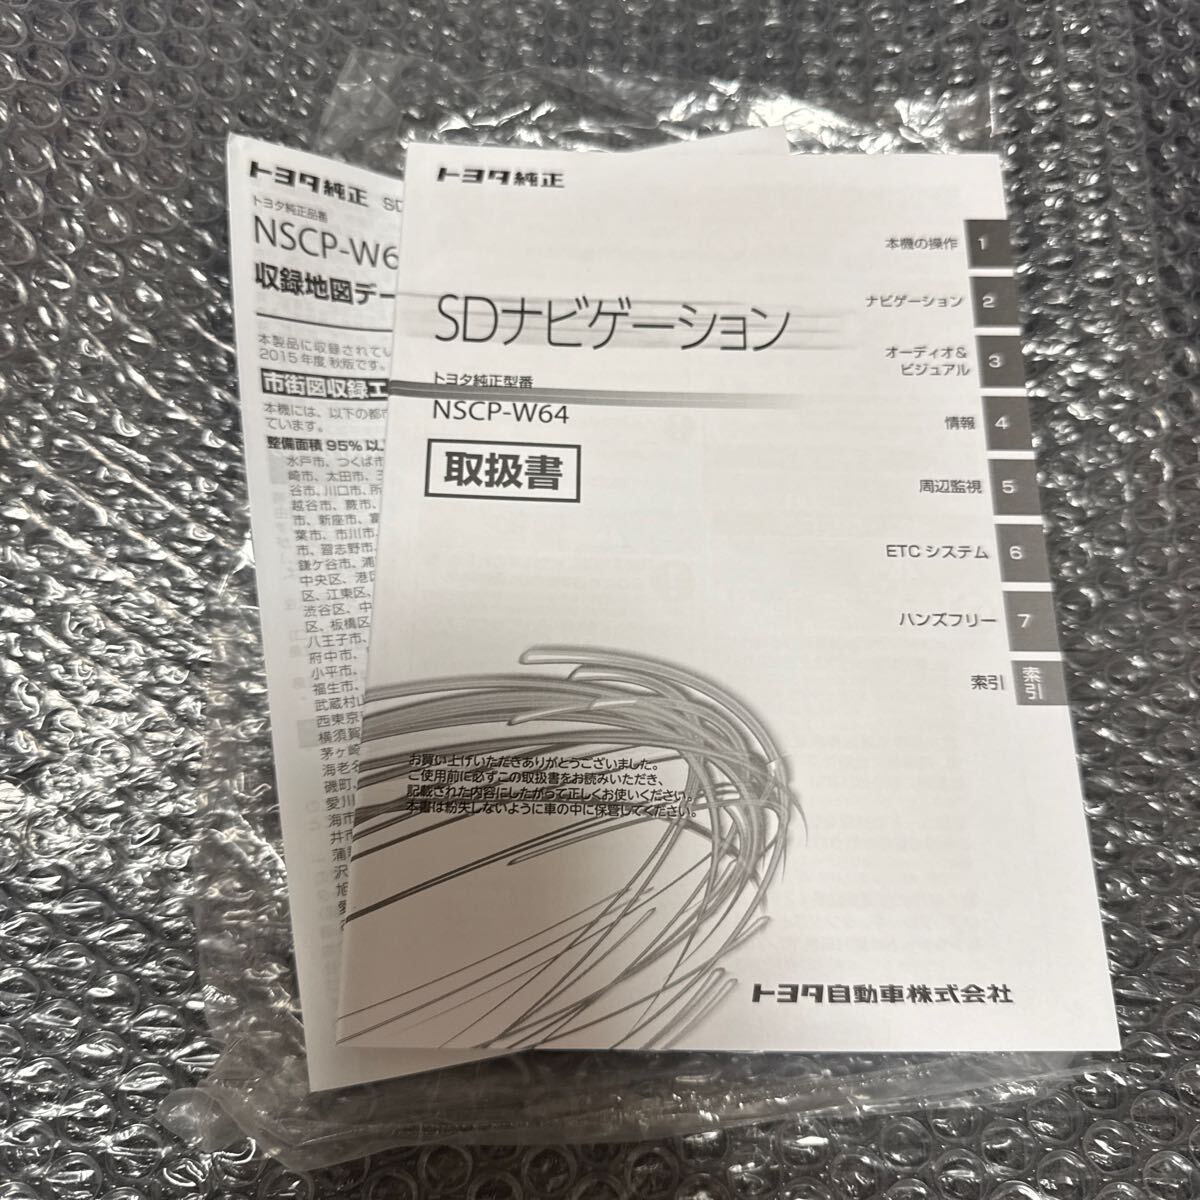 トヨタ純正
SDナビゲーション
トヨタ純正型番
NSCP-W64
取扱書
本機の操作 1
ナビゲーション 2
オーディオ&
ビジュアル 3
情報 4
周辺監視 5
ETC システム 6
ハンズフリー 7
索引 索引
お買い上げいただきありがとうございました。
ご使用前に必ずこの取扱書をお読みいただき、
記載された内容にしたがって正しくお使いください。
本書は紛失しないように車の中に保管してください。
トヨタ自動車株式会社
トヨタ純正 SD
トヨタ純正品番
NSCP-W6
収録地図デー
本製品に収録されてい
2015年度 秋版です。
市街図収録エ
本機には、以下の都市
ています。
整備面積 95%以
水戸市、つくば市
崎市、太田市、
谷市、川口市、所
越谷市、蕨市、
市、新座市、富
葉市、市川市、
市、習志野市、
鎌ケ谷市、浦
中央区、港区
区、江東区、
渋谷区、中
区、板橋区
八王子市、
府中市、
小平市、
福生市、
武蔵村山
西東京
横須賀
茅ヶ崎
海老名
磯町、
愛川
海市
井市
蒲
沢
旭